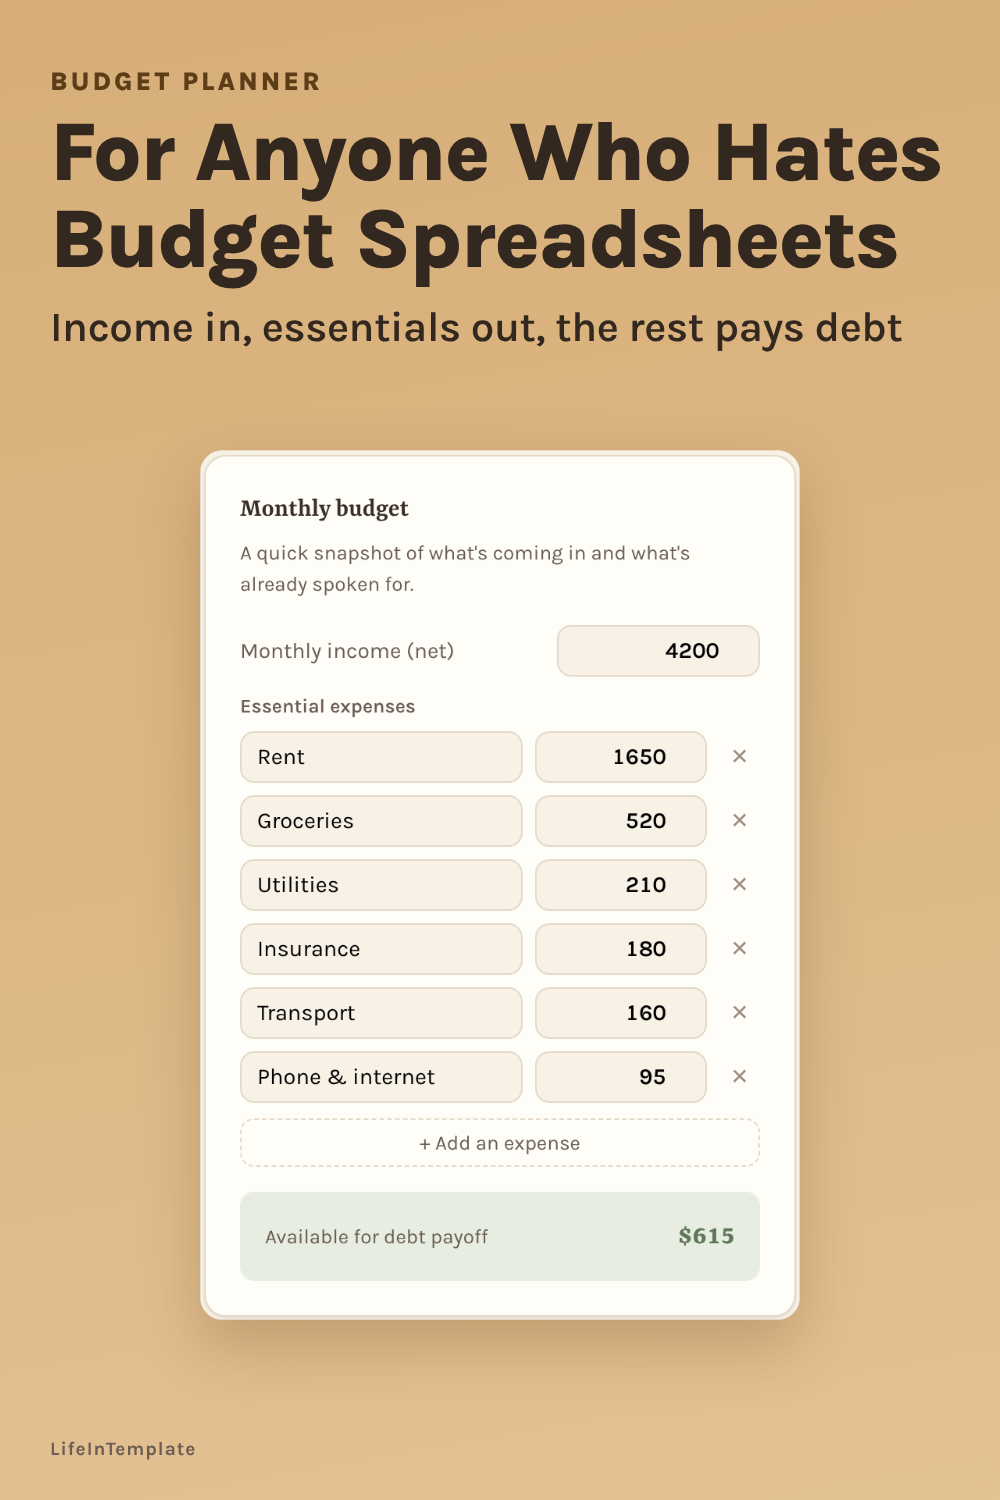 BUDGET PLANNER
For Anyone Who Hates
Budget Spreadsheets
Income in, essentials out, the rest pays debt
Monthly budget
A quick snapshot of what's coming in and what's
already spoken for.
Monthly income (net) 4200
Essential expenses
Rent 1650 ✕
Groceries 520 ✕
Utilities 210 ✕
Insurance 180 ✕
Transport 160 ✕
Phone & internet 95 ✕
+ Add an expense
Available for debt payoff $615
LifeInTemplate